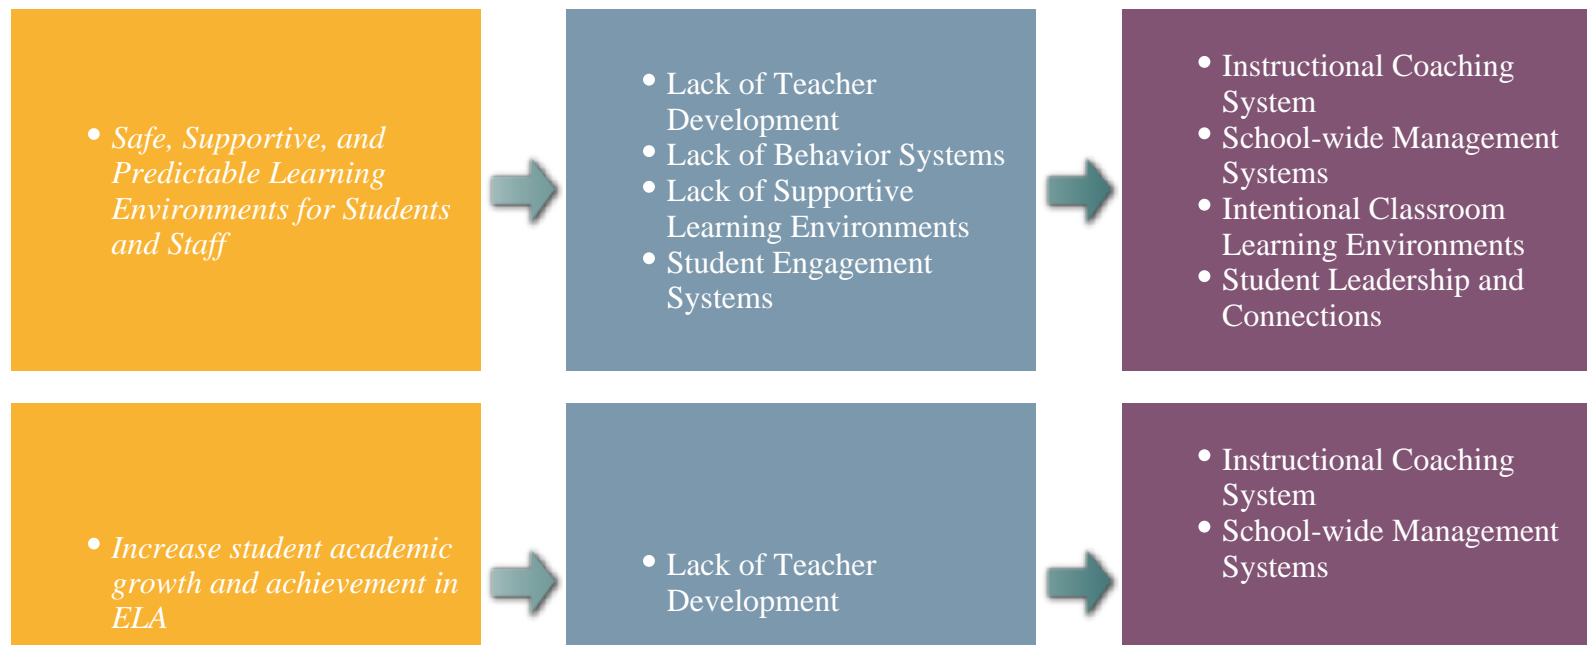 • Safe, Supportive, and
Predictable Learning
Environments for Students
and Staff
• Lack of Teacher
Development
• Lack of Behavior Systems
• Lack of Supportive
Learning Environments
• Student Engagement
Systems
• Instructional Coaching
System
• School-wide Management
Systems
• Intentional Classroom
Learning Environments
• Student Leadership and
Connections
• Increase student academic
growth and achievement in
ELA
• Lack of Teacher
Development
• Instructional Coaching
System
• School-wide Management
Systems